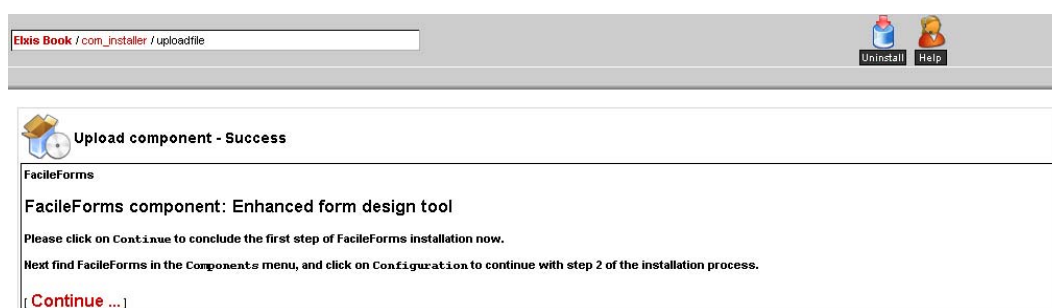 Elxis Book / com_installer / uploadfile
Uninstall Help
Upload component - Success
FacileForms
FacileForms component: Enhanced form design tool
Please click on Continue to conclude the first step of FacileForms installation now.
Next find FacileForms in the Components menu, and click on Configuration to continue with step 2 of the installation process.
[ Continue ... ]